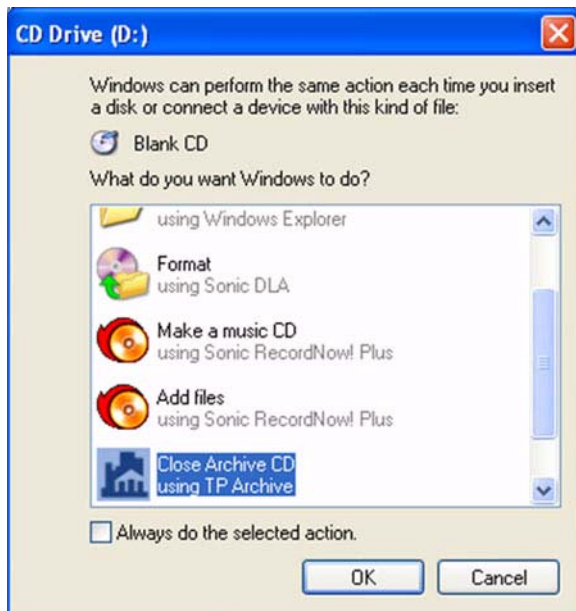 CD Drive (D:)
Windows can perform the same action each time you insert
a disk or connect a device with this kind of file:
Blank CD
What do you want Windows to do?
using Windows Explorer
Format
using Sonic DLA
Make a music CD
using Sonic RecordNow! Plus
Add files
using Sonic RecordNow! Plus
Close Archive CD
using TP Archive
Always do the selected action.
OK Cancel